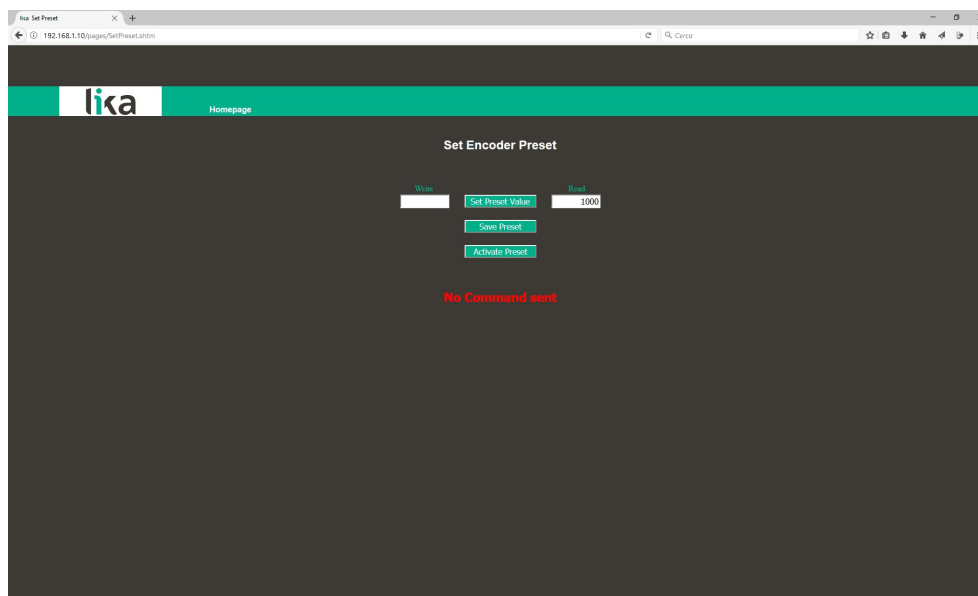 lika Set Preset
192.168.1.10/pages/SetPreset.shtm
Cerca
lika
Homepage
Set Encoder Preset
Write Read
Set Preset Value 1000
Save Preset
Activate Preset
No Command sent